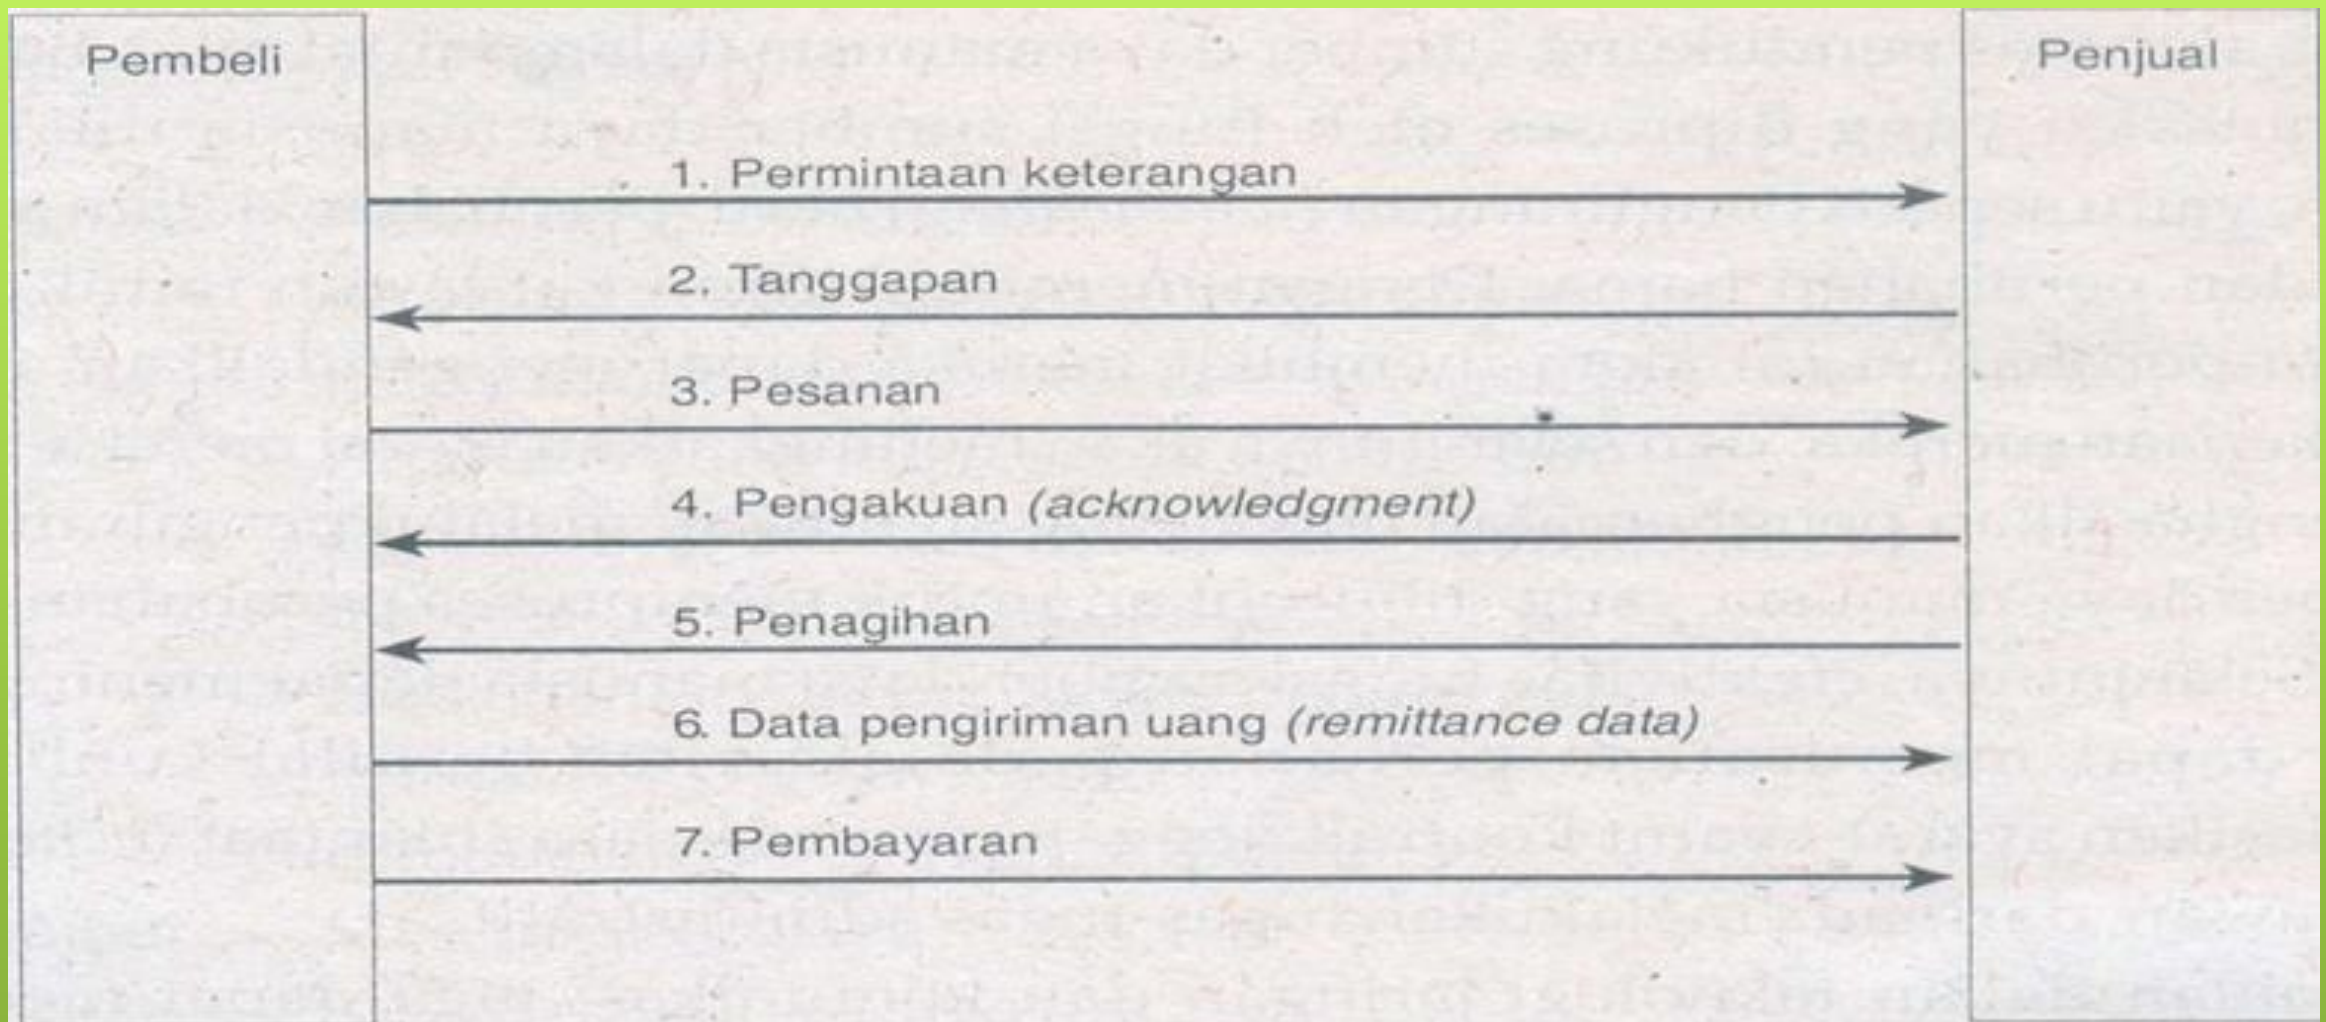 Pembeli
Penjual
1. Permintaan keterangan
2. Tanggapan
3. Pesanan
4. Pengakuan (acknowledgment)
5. Penagihan
6. Data pengiriman uang (remittance data)
7. Pembayaran